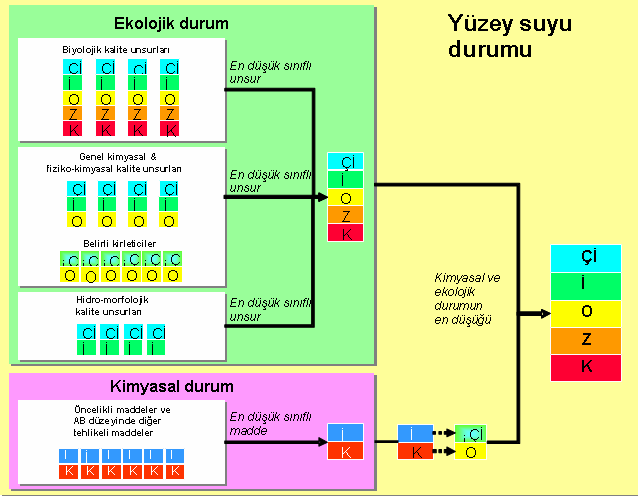 Ekolojik durum
Yüzey suyu
durumu
Biyolojik kalite unsurları
Çİ Çİ Çİ Çİ
İ İ İ İ
O O O O
Z Z Z Z
K K K K
En düşük sınıflı
unsur
Genel kimyasal &
fiziko-kimyasal kalite unsurları
Çİ Çİ Çİ Çİ
İ İ İ İ
O O O O
En düşük sınıflı
unsur
Belirli kirleticiler
İ Ç İ Ç İ Ç İ Ç İ Ç İ Ç
O O O O O O
Hidro-morfolojik
kalite unsurları
Çİ Çİ Çİ Çİ
İ İ İ İ
En düşük sınıflı
unsur
Çİ
İ
O
Z
K
Kimyasal ve
ekolojik
durumun
en düşüğü
Çİ
İ
O
Z
K
Kimyasal durum
Öncelikli maddeler ve
AB düzeyinde diğer
tehlikeli maddeler
İ İ İ İ İ İ
K K K K K K
En düşük sınıflı
madde
İ
K
İ
K
İ Çİ
O